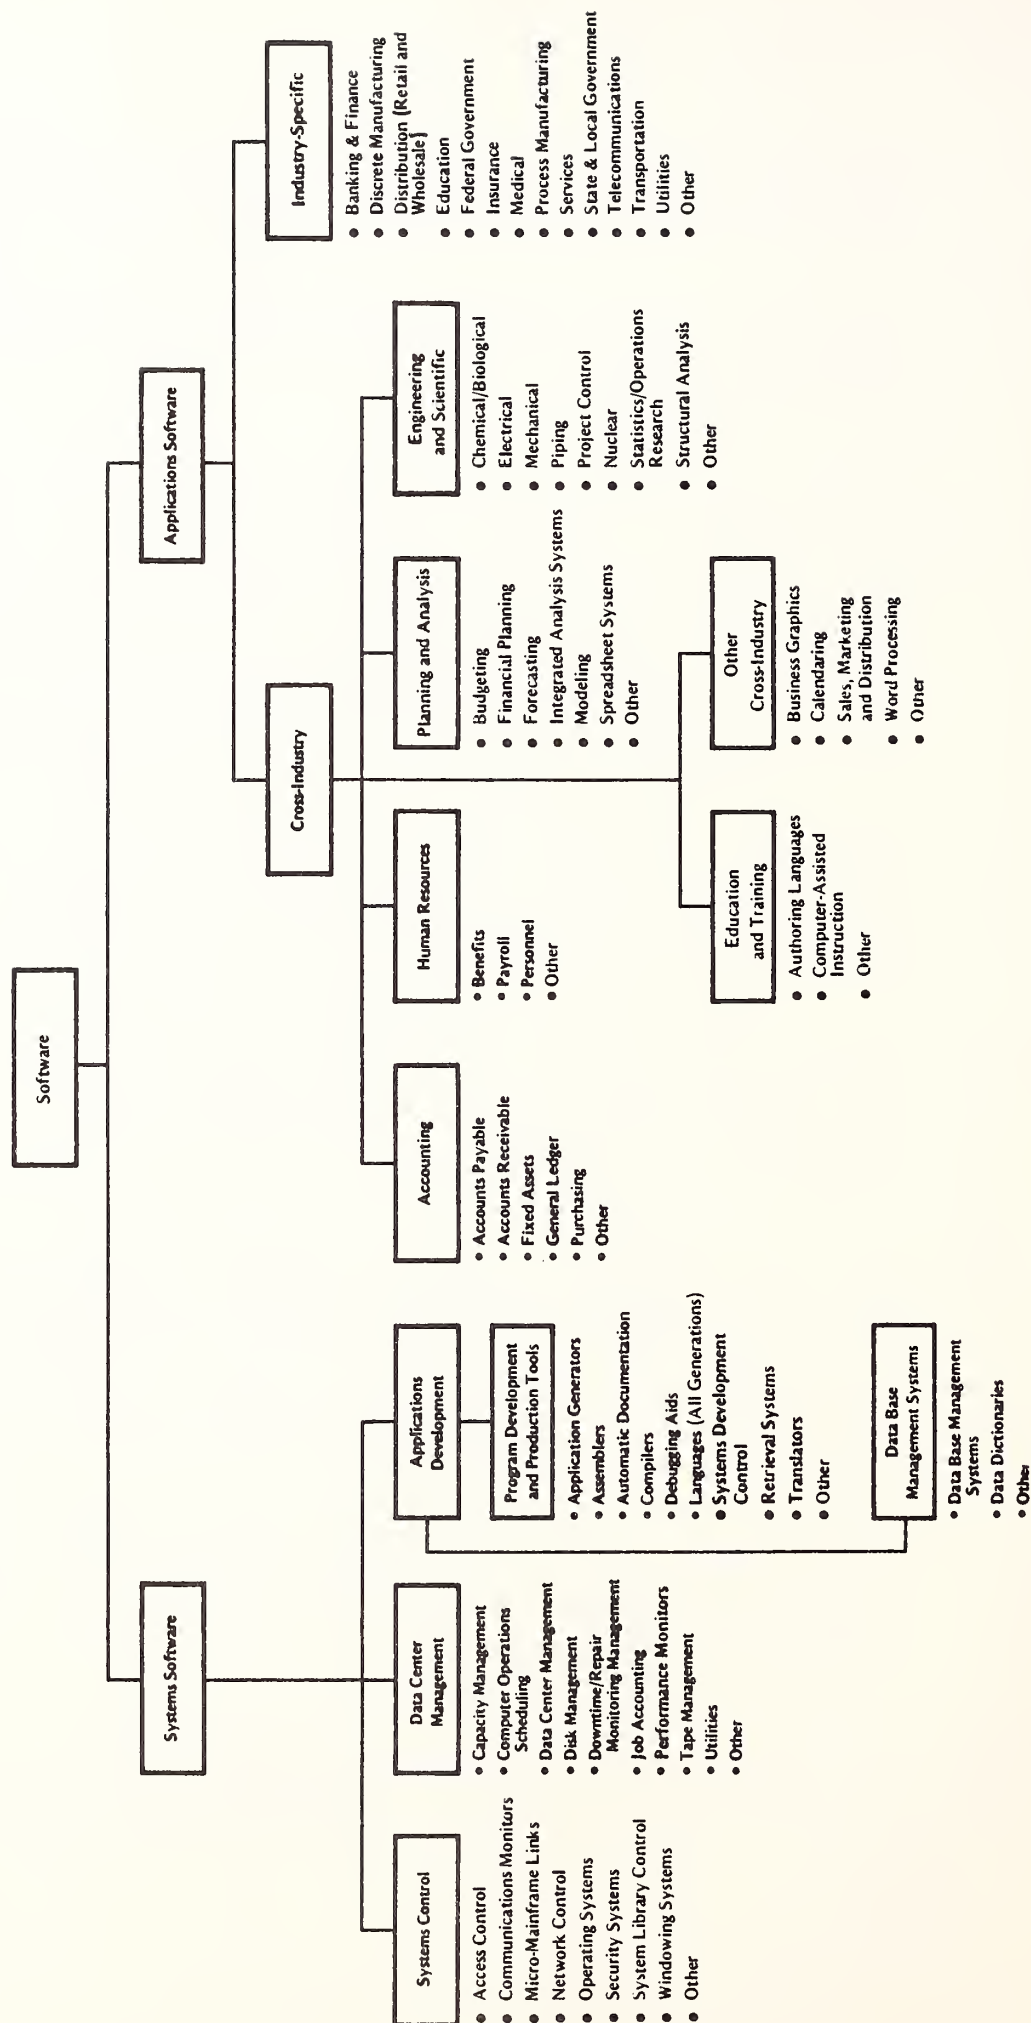 Software
Systems Software
Applications Software
Systems Control
• Access Control
• Communications Monitors
• Micro-Mainframe Links
• Network Control
• Operating Systems
• Security Systems
• System Library Control
• Windowing Systems
• Other
Data Center
Management
• Capacity Management
• Computer Operations
Scheduling
• Data Center Management
• Disk Management
• Downtime/Repair
Monitoring Management
• Job Accounting
• Performance Monitors
• Tape Management
• Utilities
• Other
Applications
Development
Program Development
and Production Tools
• Application Generators
• Assemblers
• Automatic Documentation
• Compilers
• Debugging Aids
• Languages (All Generations)
• Systems Development
Control
• Retrieval Systems
• Translators
• Other
Data Base
Management Systems
• Data Base Management
Systems
• Data Dictionaries
• Other
Cross-Industry
Accounting
• Accounts Payable
• Accounts Receivable
• Fixed Assets
• General Ledger
• Purchasing
• Other
Human Resources
• Benefits
• Payroll
• Personnel
• Other
Planning and Analysis
• Budgeting
• Financial Planning
• Forecasting
• Integrated Analysis Systems
• Modeling
• Spreadsheet Systems
• Other
Engineering
and Scientific
• Chemical/Biological
• Electrical
• Mechanical
• Piping
• Project Control
• Nuclear
• Statistics/Operations
Research
• Structural Analysis
• Other
Education
and Training
• Authoring Languages
• Computer-Assisted
Instruction
• Other
Other
Cross-Industry
• Business Graphics
• Calendaring
• Sales, Marketing
and Distribution
• Word Processing
• Other
Industry-Specific
• Banking & Finance
• Discrete Manufacturing
• Distribution (Retail and
Wholesale)
• Education
• Federal Government
• Insurance
• Medical
• Process Manufacturing
• Services
• State & Local Government
• Telecommunications
• Transportation
• Utilities
• Other